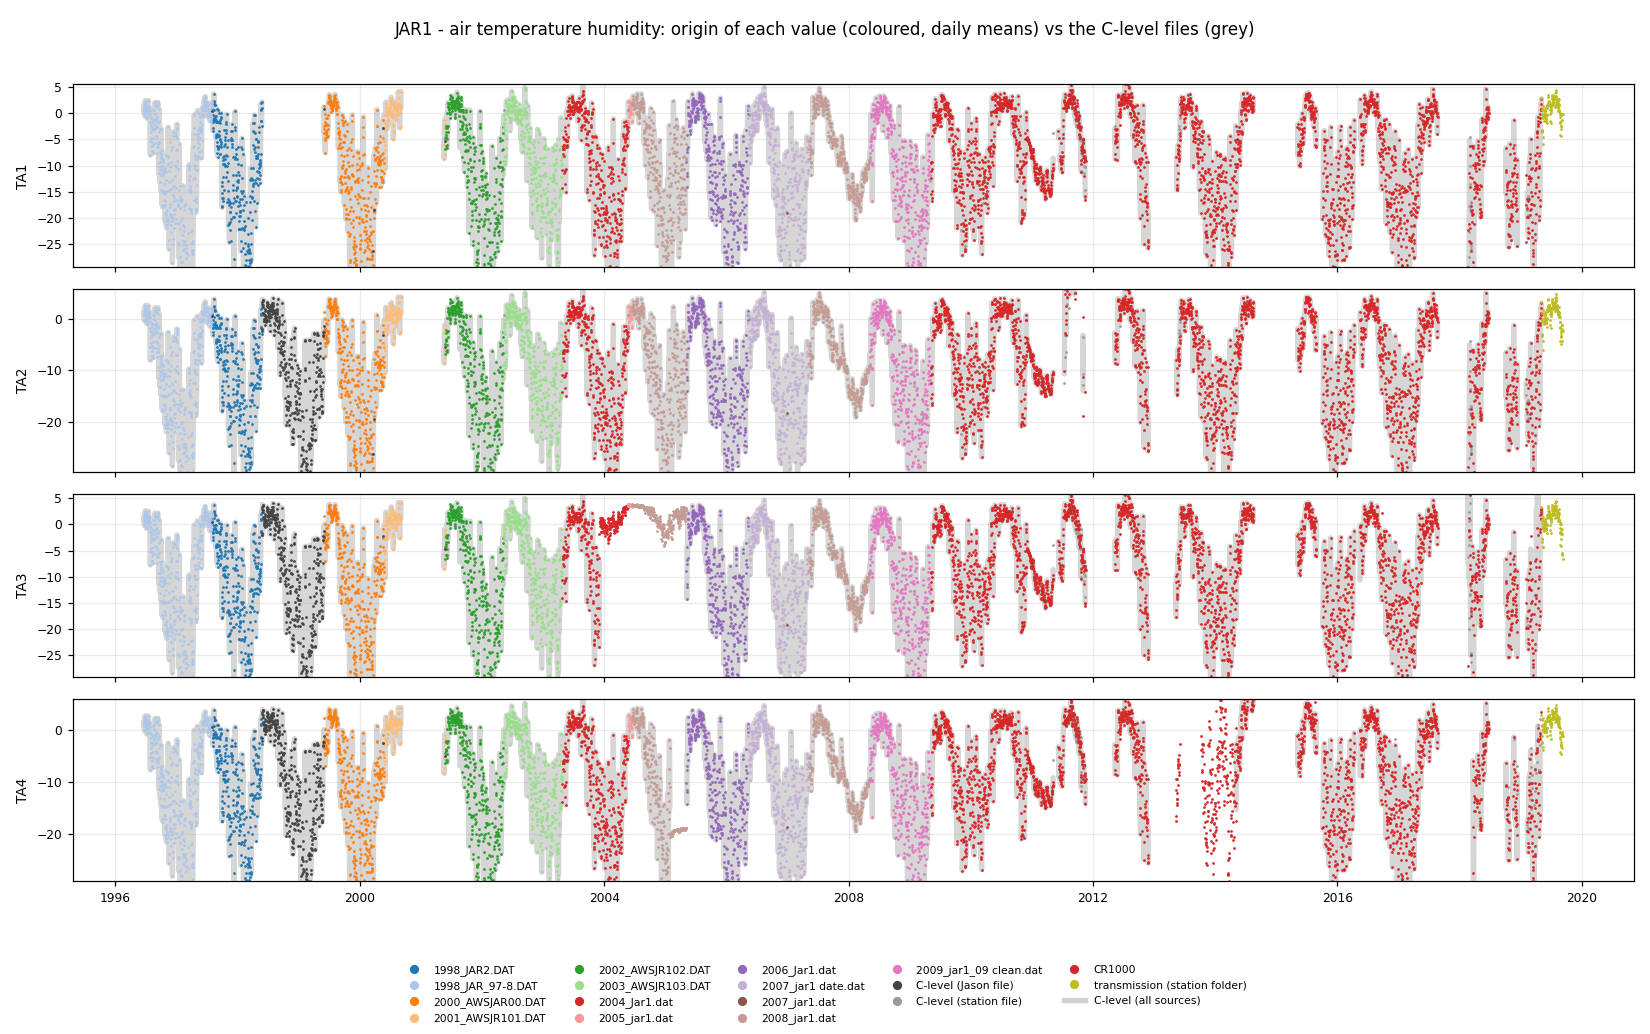 JAR1 - air temperature humidity: origin of each value (coloured, daily means) vs the C-level files (grey)
TA1
5
0
−5
−10
−15
−20
−25
TA2
0
−10
−20
TA3
5
0
−5
−10
−15
−20
−25
TA4
0
−10
−20
1996 2000 2004 2008 2012 2016 2020
1998_JAR2.DAT 2002_AWSJR102.DAT 2006_Jar1.dat 2009_jar1_09 clean.dat CR1000
1998_JAR_97-8.DAT 2003_AWSJR103.DAT 2007_jar1 date.dat C-level (Jason file) transmission (station folder)
2000_AWSJAR00.DAT 2004_Jar1.dat 2007_jar1.dat C-level (station file) C-level (all sources)
2001_AWSJR101.DAT 2005_jar1.dat 2008_jar1.dat